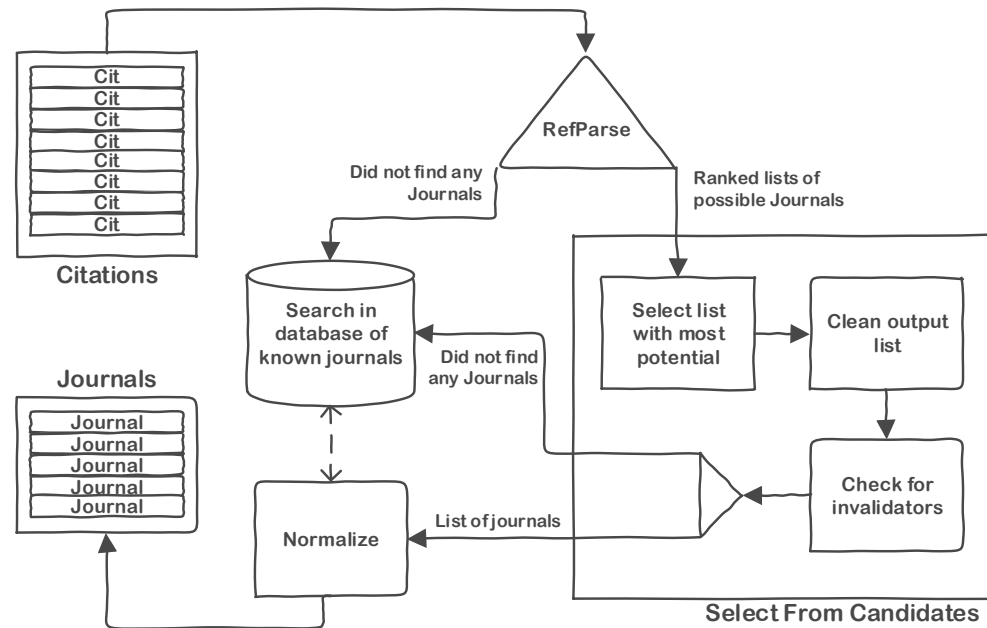 Cit
Cit
Cit
Cit
Cit
Cit
Cit
Cit
Citations
RefParse
Did not find any
Journals
Ranked lists of
possible Journals
Search in
database of
known journals
Select list
with most
potential
Clean output
list
Did not find
any Journals
Journals
Journal
Journal
Journal
Journal
Journal
Normalize
List of journals
Check for
invalidators
Select From Candidates